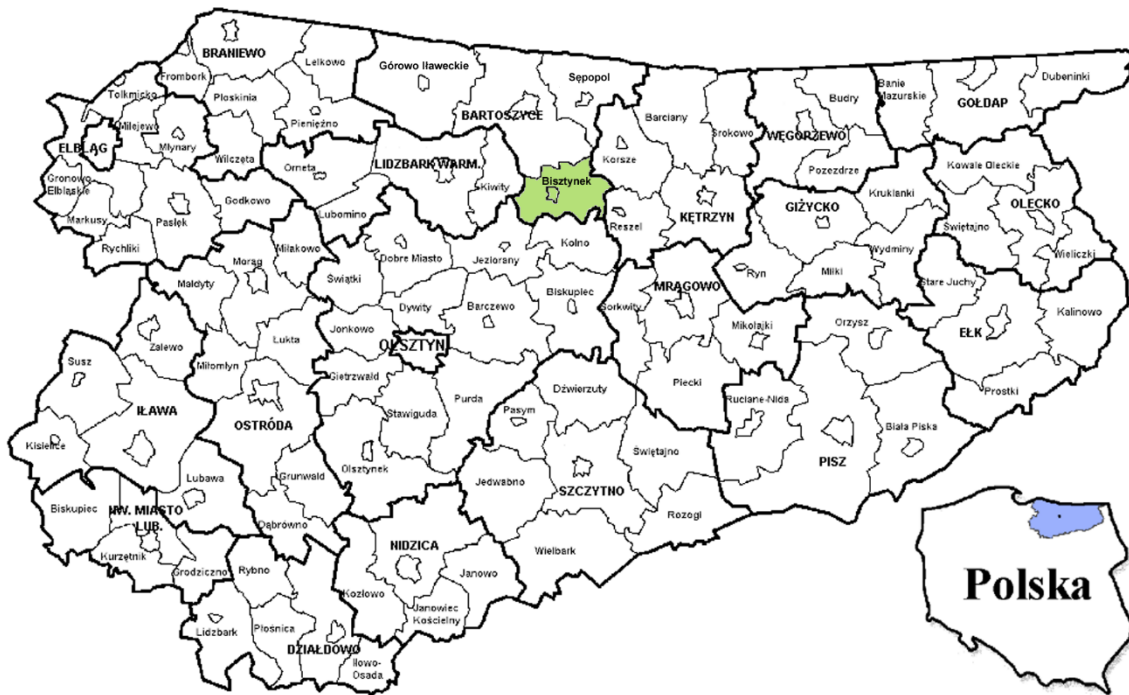 BRANIEWO
Lelkowo
Frombork
Płoskinia
Pieniężno
Tolkmicko
Milejewo
Młynary
Wilczęta
ELBLĄG
Gronowo
Elbląskie
Markusy
Rychliki
Pasłęk
Godkowo
Górowo Iławeckie
Sępopol
BARTOSZYCE
Bisztynek
Orneta
LIDZBARK WARM.
Kiwity
Lubomino
Barciany
Srokowo
Korsze
Reszel
KĘTRZYN
Budry
WĘGORZEWO
Pozezdrze
Banie
Mazurskie
GOŁDAP
Dubeninki
Kowale Oleckie
OLECKO
Świętajno
Wieliczki
Kruklanki
GIŻYCKO
Wydminy
Ryn
Miłki
Stare Juchy
EŁK
Kalinowo
Prostki
Morąg
Miłakowo
Małdyty
Łukta
Miłomłyn
OSTRÓDA
Grunwald
Dąbrówno
Świątki
Dobre Miasto
Jeziorany
Kolno
Dywity
Barczewo
Biskupiec
Jonkowo
OLSZTYN
Gietrzwałd
Stawiguda
Purda
Olsztynek
Sorkwity
MRĄGOWO
Mikołajki
Piecki
Orzysz
Ruciane-Nida
PISZ
Biała Piska
Zalewo
Susz
IŁAWA
Kisielice
Lubawa
Biskupiec
NW. MIASTO
LUB.
Kurzętnik
Grodziczno
Dźwierzuty
Pasym
Świętajno
Jedwabno
SZCZYTNO
Rozogi
Wielbark
NIDZICA
Kozłowo
Janowo
Janowiec
Kościelny
Rybno
Lidzbark
Płośnica
DZIAŁDOWO
Iłowo-
Osada
Polska